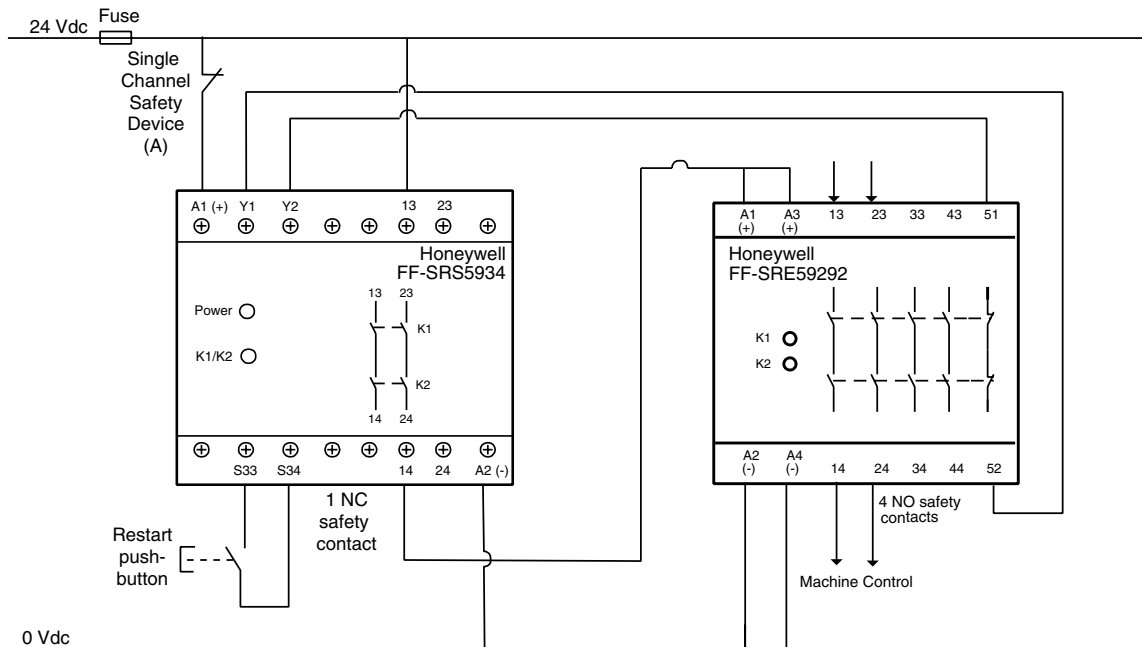 Fuse
24 Vdc
Single
Channel
Safety
Device
(A)
A1 (+) Y1 Y2 13 23
Honeywell
FF-SRS5934
13 23
Power
K1
K1/K2
K2
14 24
S33 S34 14 24 A2 (-)
1 NC
safety
contact
Restart
push-
button
A1 A3 13 23 33 43 51
(+) (+)
Honeywell
FF-SRE59292
K1
K2
A2 A4 14 24 34 44 52
(-) (-)
4 NO safety
contacts
Machine Control
0 Vdc